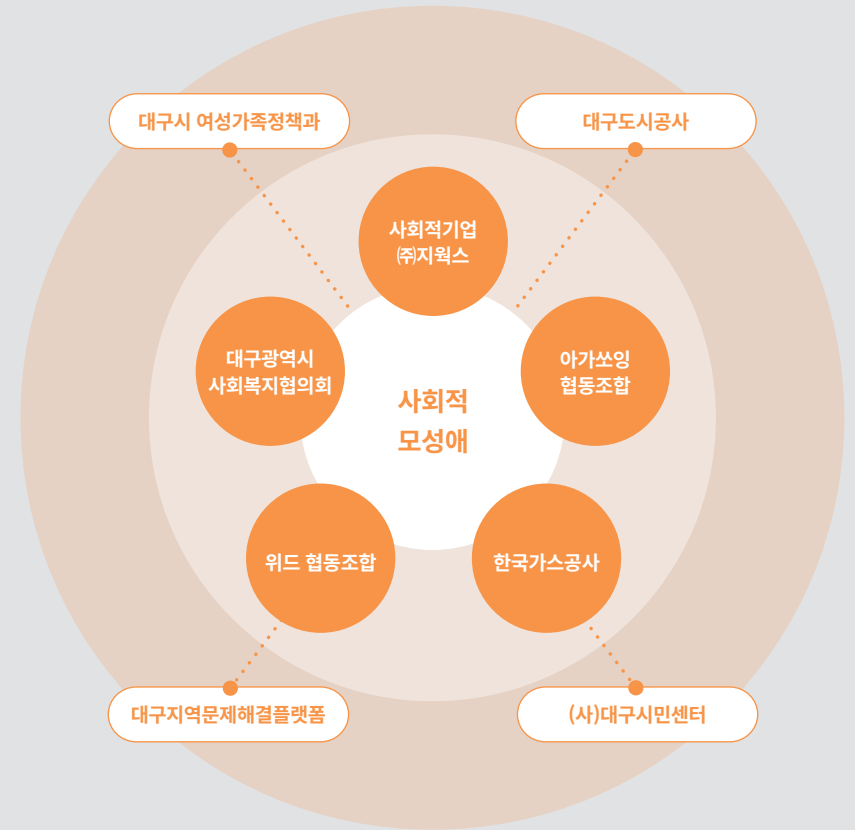 대구시 여성가족정책과
대구도시공사
사회적기업
㈜지웍스
대구광역시
사회복지협의회
아가쏘잉
협동조합
사회적
모성애
위드 협동조합
한국가스공사
대구지역문제해결플랫폼
(사)대구시민센터